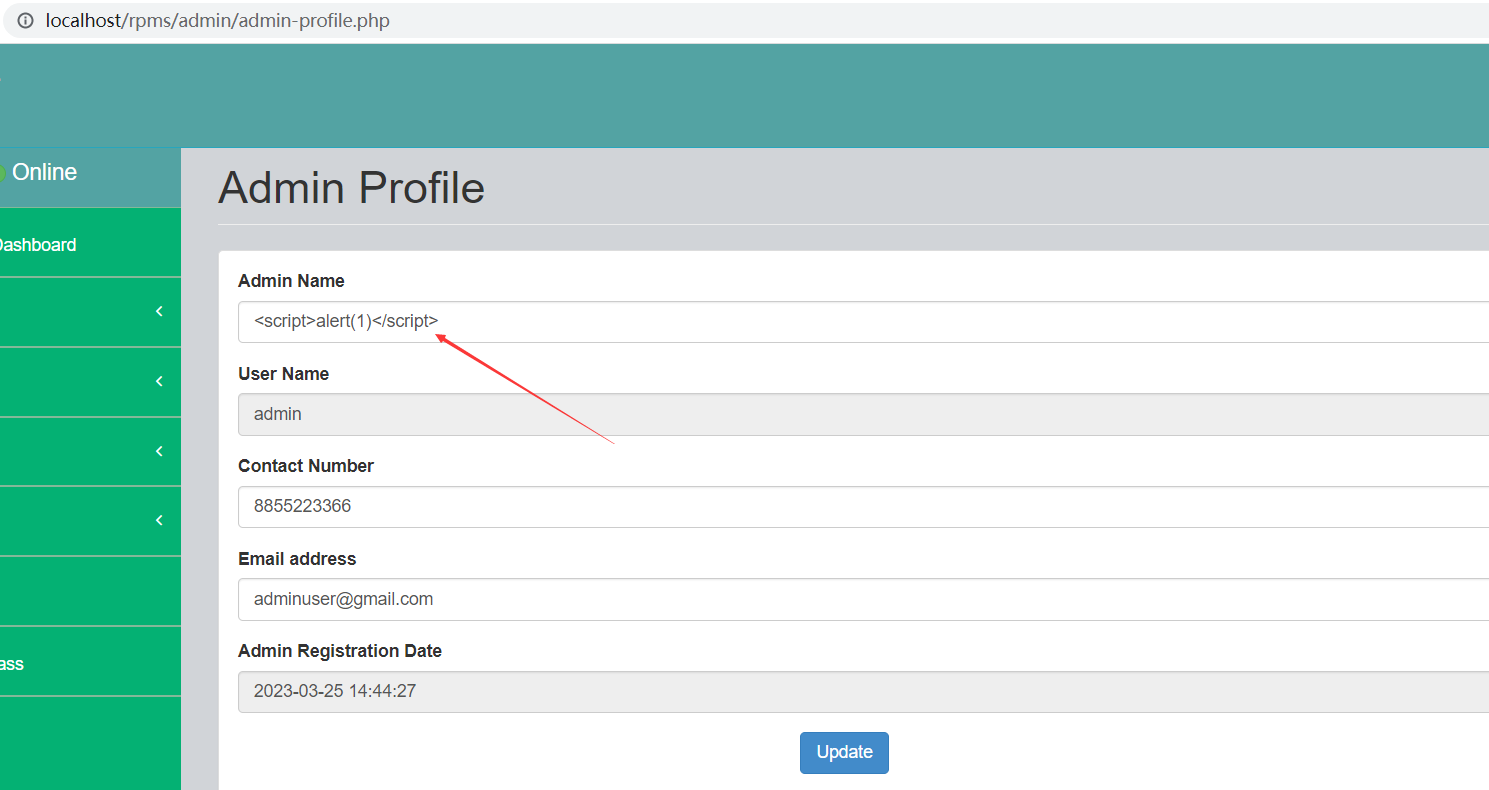 localhost/rpms/admin/admin-profile.php
Online
Admin Profile
Dashboard
Admin Name
<script>alert(1)</script>
User Name
admin
Contact Number
8855223366
Email address
adminuser@gmail.com
Admin Registration Date
ass
2023-03-25 14:44:27
Update